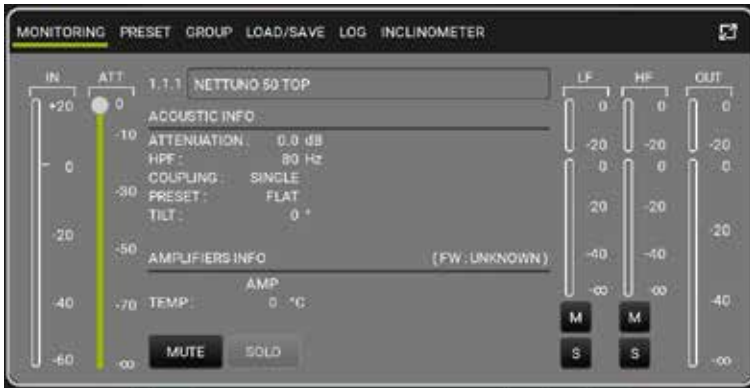 MONITORING PRESET GROUP LOAD/SAVE LOG INCLINOMETER
IN ATT 1.1.1 NETTUNO 50 TOP LF HF OUT
+20 0 0 0 0
ACOUSTIC INFO
-10 ATTENUATION: 0.0 dB -20 -20 -20
HPF: 80 Hz
0 COUPLING: SINGLE 0 0 0
-30 PRESET: FLAT
TILT: 0 °
20 -20
-20 -20
-50 AMPLIFIERS INFO (FW:UNKNOWN) -40 -40
AMP
-∞ -∞
-40 -70 TEMP: 0 °C -40
M M
MUTE SOLO
S S
-60 -∞ -∞